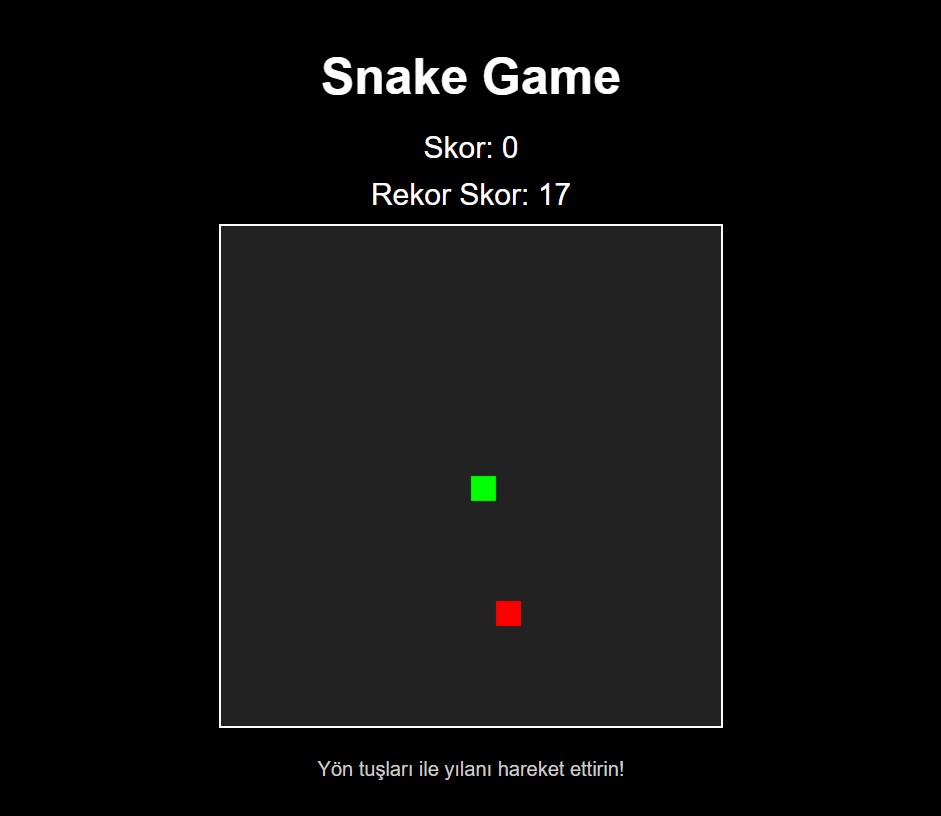 Snake Game
Skor: 0
Rekor Skor: 17
Yön tuşları ile yılanı hareket ettirin!